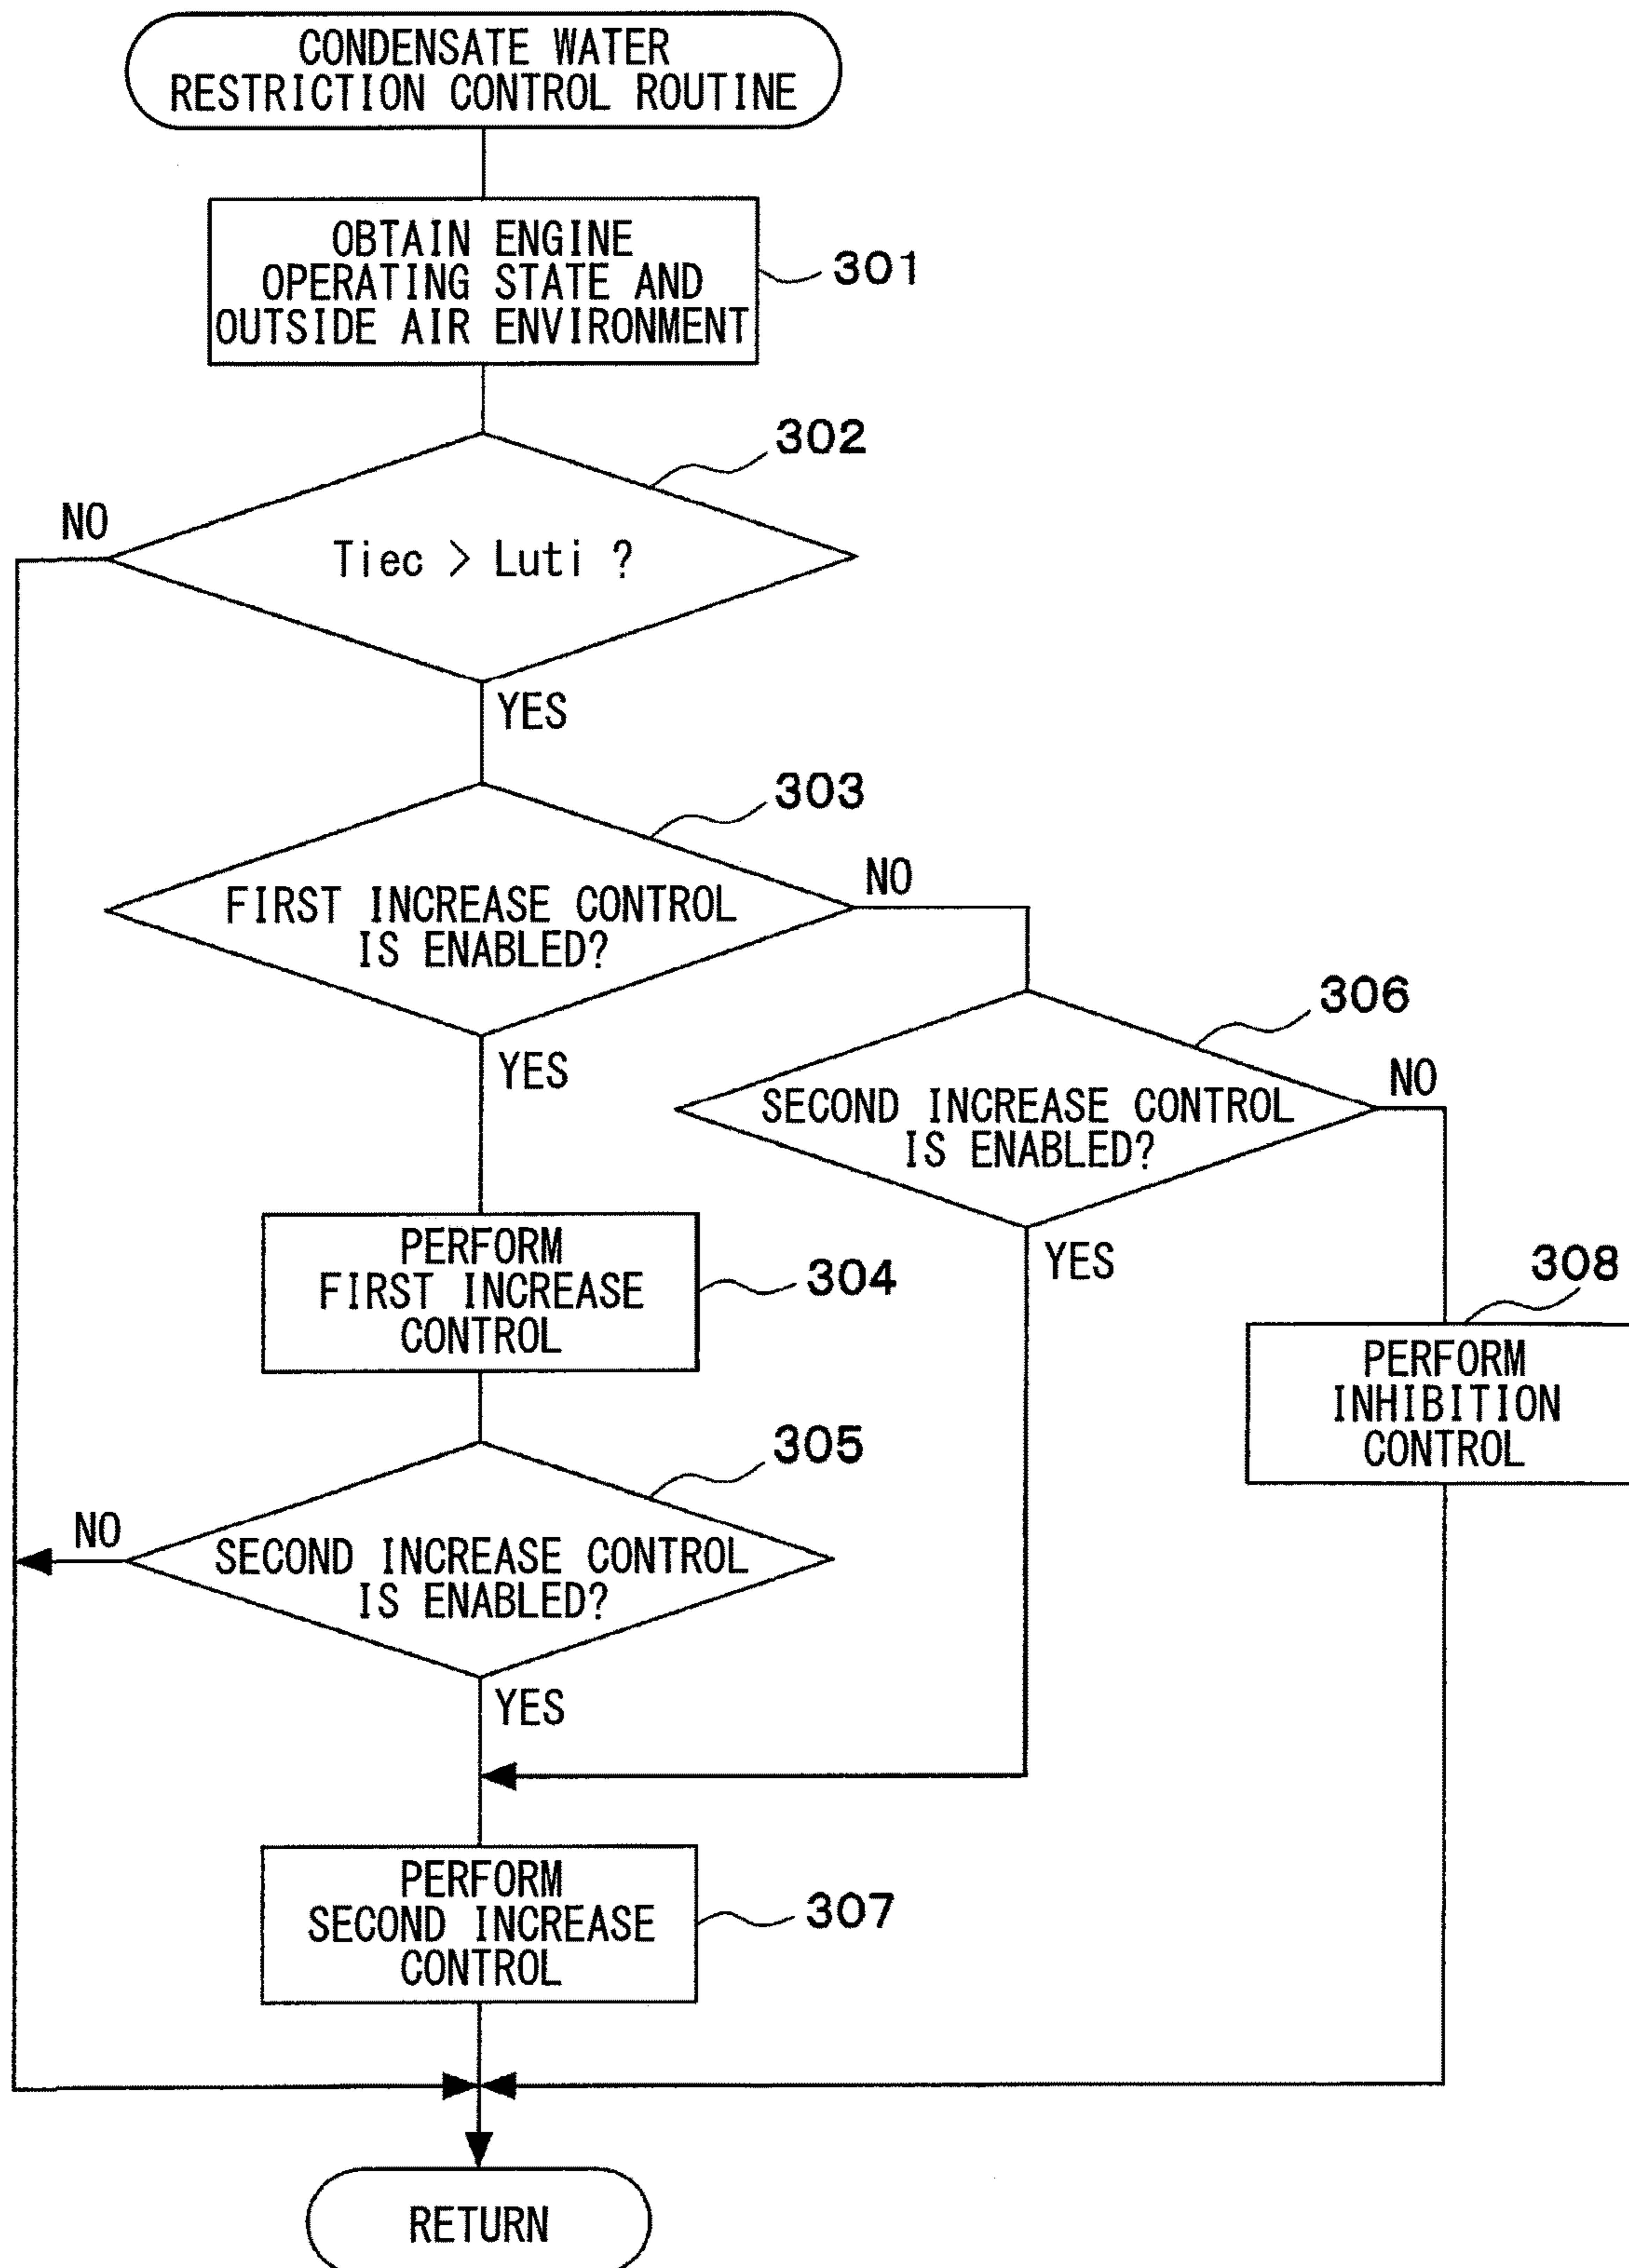 CONDENSATE WATER
RESTRICTION CONTROL ROUTINE
OBTAIN ENGINE
OPERATING STATE AND
OUTSIDE AIR ENVIRONMENT
301
302
NO
Tiec > Luti ?
YES
303
FIRST INCREASE CONTROL
IS ENABLED?
NO
YES
306
SECOND INCREASE CONTROL
IS ENABLED?
NO
YES
PERFORM
FIRST INCREASE
CONTROL
304
308
PERFORM
INHIBITION
CONTROL
305
NO
SECOND INCREASE CONTROL
IS ENABLED?
YES
PERFORM
SECOND INCREASE
CONTROL
307
RETURN